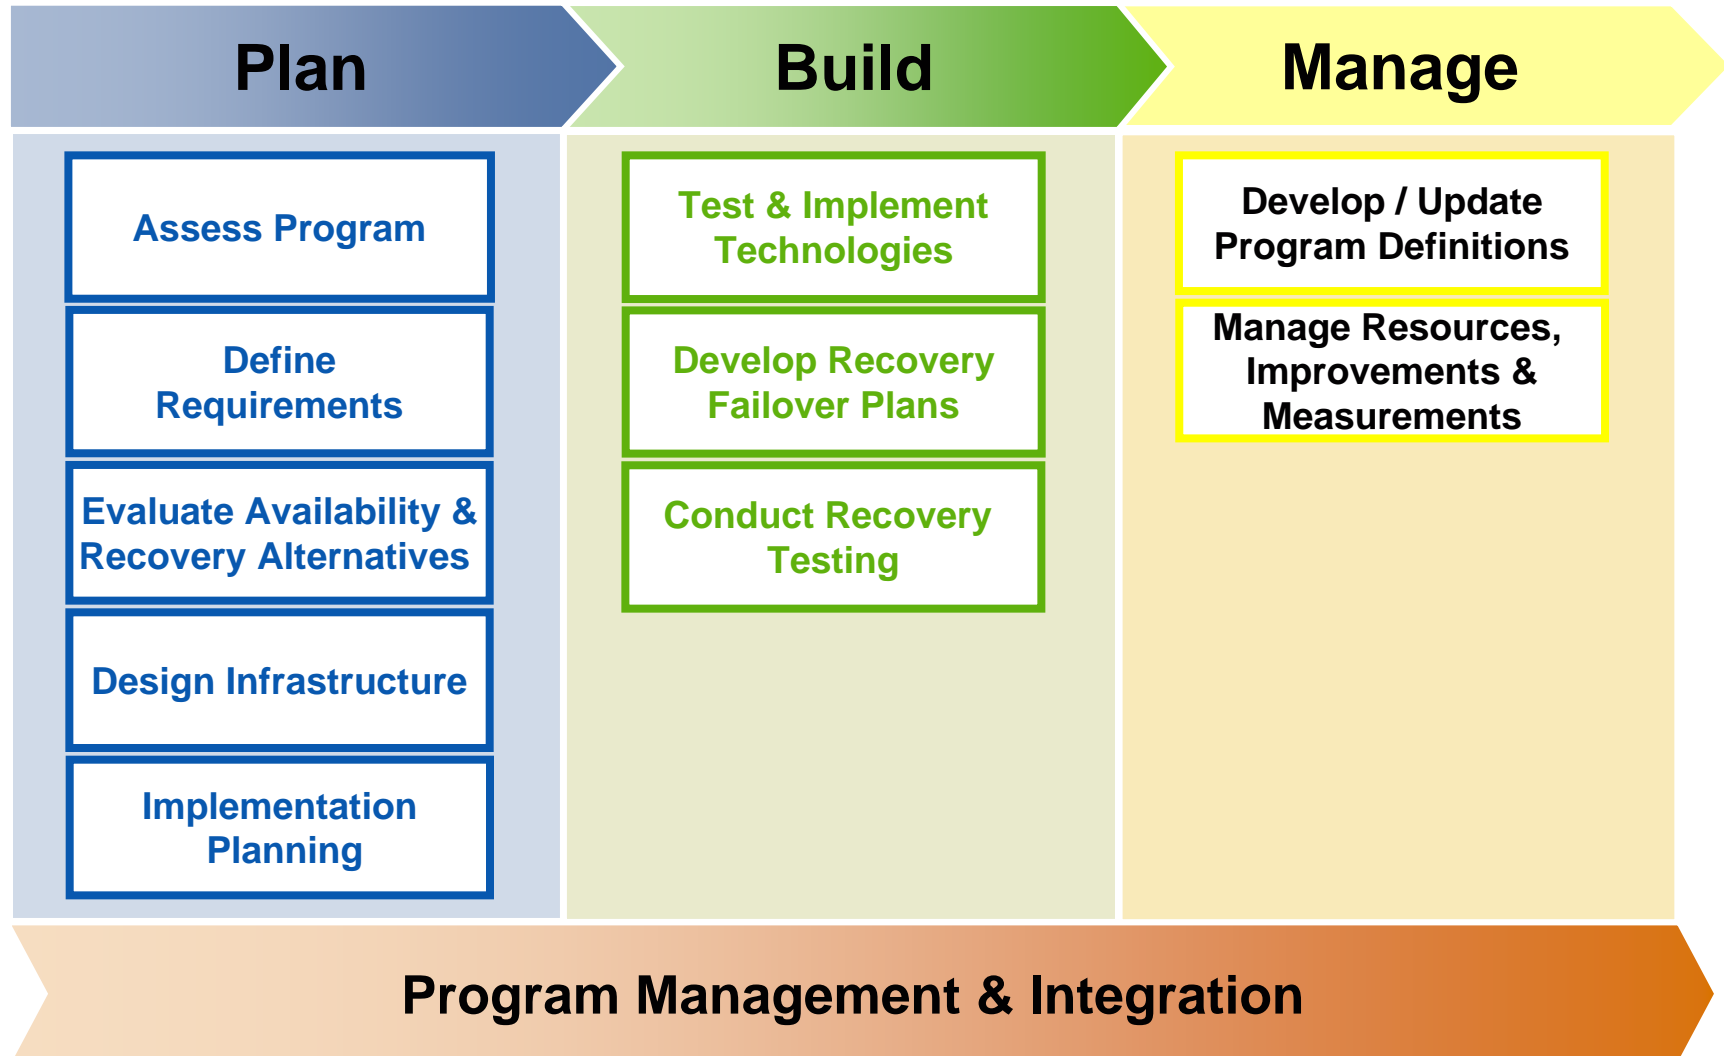 Plan
Build
Manage
Assess Program
Define
Requirements
Evaluate Availability &
Recovery Alternatives
Design Infrastructure
Implementation
Planning
Test & Implement
Technologies
Develop Recovery
Failover Plans
Conduct Recovery
Testing
Develop / Update
Program Definitions
Manage Resources,
Improvements &
Measurements
Program Management & Integration